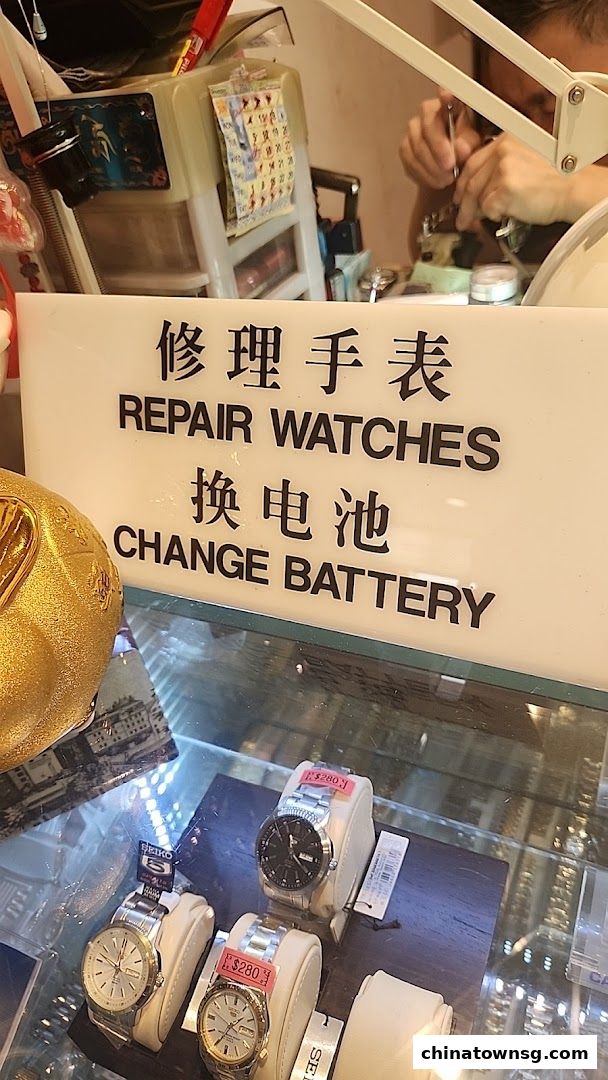 修理手表
REPAIR WATCHES
换电池
CHANGE BATTERY
$280
SEIKO
5
$280
chinatownsg.com